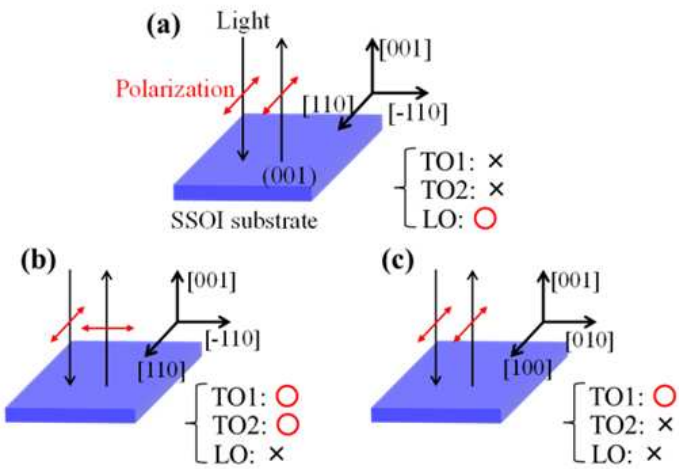 (a)
Light
Polarization
[001]
[110]
[-110]
(001)
SSOI substrate
TO1: ×
TO2: ×
LO: ○
(b)
[001]
[-110]
[110]
TO1: ○
TO2: ○
LO: ×
(c)
[001]
[010]
[100]
TO1: ○
TO2: ×
LO: ×